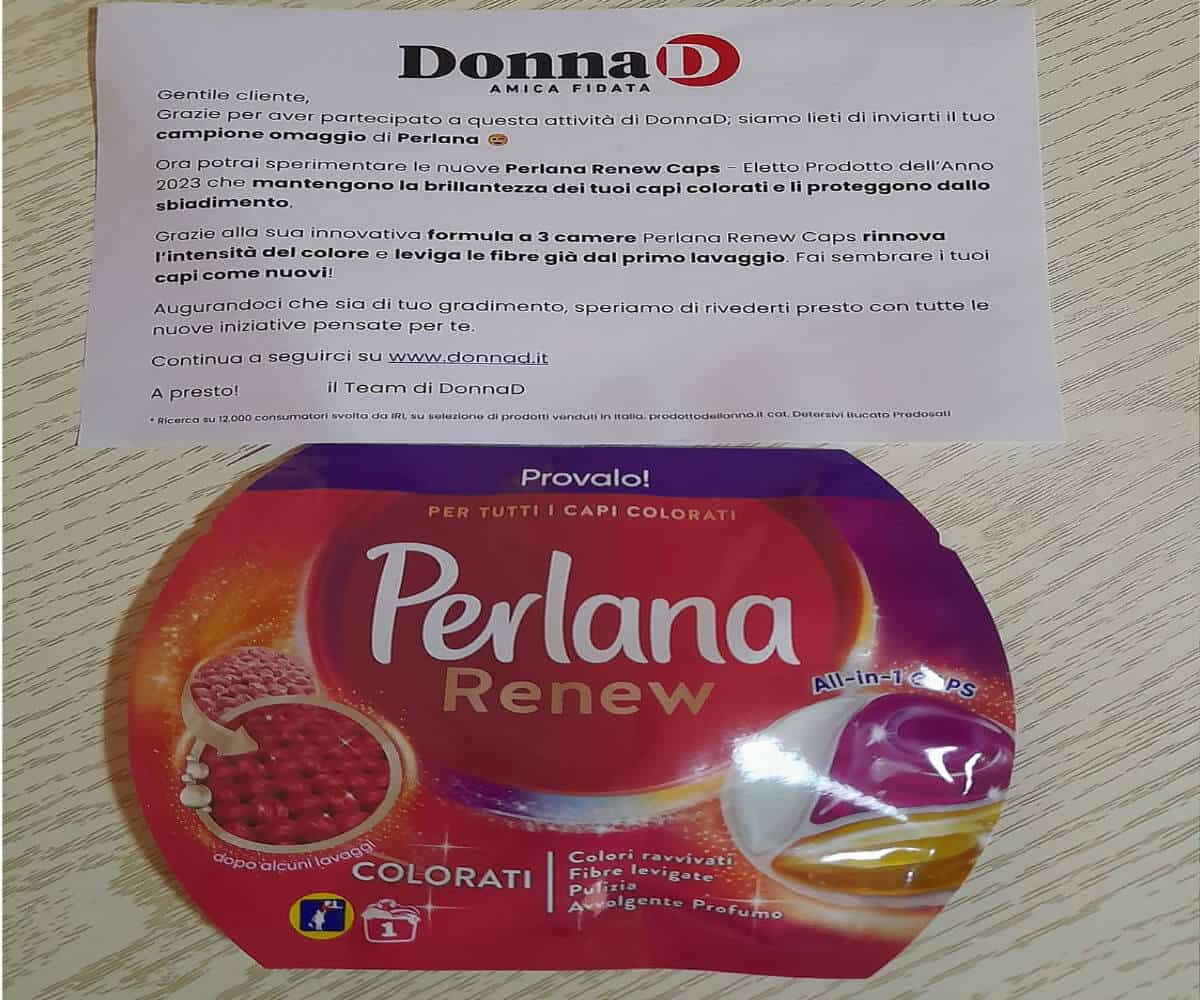 DonnaD
AMICA FIDATA
Gentile cliente,
Grazie per aver partecipato a questa attività di DonnaD; siamo lieti di inviarti il tuo
campione omaggio di Perlana 😍
Ora potrai sperimentare le nuove Perlana Renew Caps - Eletto Prodotto dell'Anno
2023 che mantengono la brillantezza dei tuoi capi colorati e li proteggono dallo
sbiadimento.
Grazie alla sua innovativa formula a 3 camere Perlana Renew Caps rinnova
l'intensità del colore e leviga le fibre già dal primo lavaggio. Fai sembrare i tuoi
capi come nuovi!
Augurandoci che sia di tuo gradimento, speriamo di rivederti presto con tutte le
nuove iniziative pensate per te.
Continua a seguirci su www.donnad.it
A presto! il Team di DonnaD
* Ricerca su 12.000 consumatori svolta da IRI, su selezione di prodotti venduti in Italia. prodottodellanno.it cat. Detersivi Bucato Predosati
Provalo!
PER TUTTI I CAPI COLORATI
Perlana
Renew
All-in-1 CAPS
dopo alcuni lavaggi
COLORATI
Colori ravvivati
Fibre levigate
Pulizia
Avvolgente Profumo
1